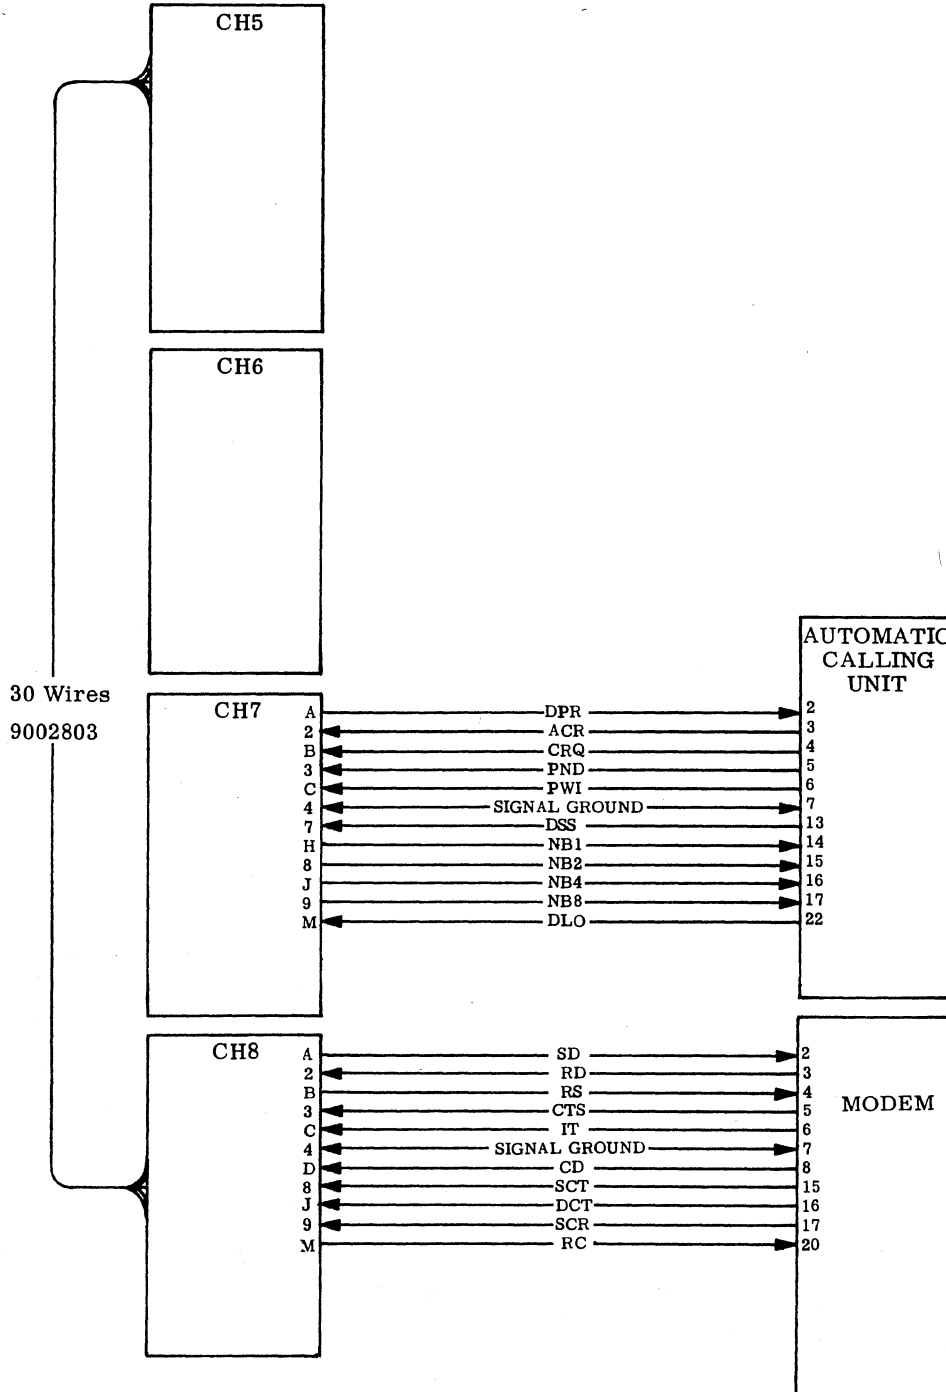 CH5
CH6
30 Wires
9002803
AUTOMATIC
CALLING
UNIT
CH7
A DPR 2
2 ACR 3
B CRQ 4
3 PND 5
C PWI 6
4 SIGNAL GROUND 7
7 DSS 13
H NB1 14
8 NB2 15
J NB4 16
9 NB8 17
M DLO 22
CH8
MODEM
A SD 2
2 RD 3
B RS 4
3 CTS 5
C IT 6
4 SIGNAL GROUND 7
D CD 8
8 SCT 15
J DCT 16
9 SCR 17
M RC 20